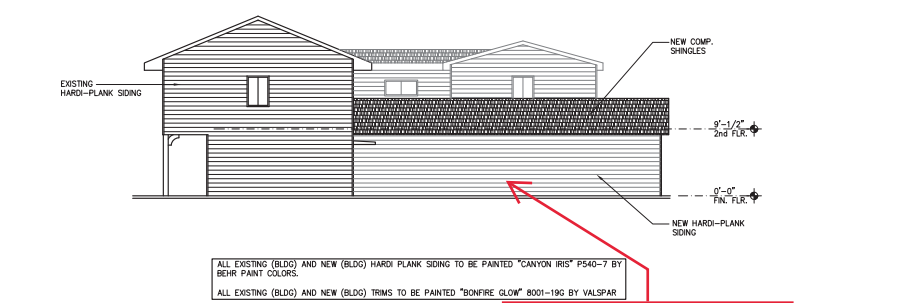 NEW COMP.
SHINGLES
EXISTING
HARDI-PLANK SIDING
9'-1/2"
2nd FLR.
0'-0"
FIN. FLR.
NEW HARDI-PLANK
SIDING
ALL EXISTING (BLDG) AND NEW (BLDG) HARDI PLANK SIDING TO BE PAINTED "CANYON IRIS" P540-7 BY
BEHR PAINT COLORS.
ALL EXISTING (BLDG) AND NEW (BLDG) TRIMS TO BE PAINTED "BONFIRE GLOW" 8001-19G BY VALSPAR